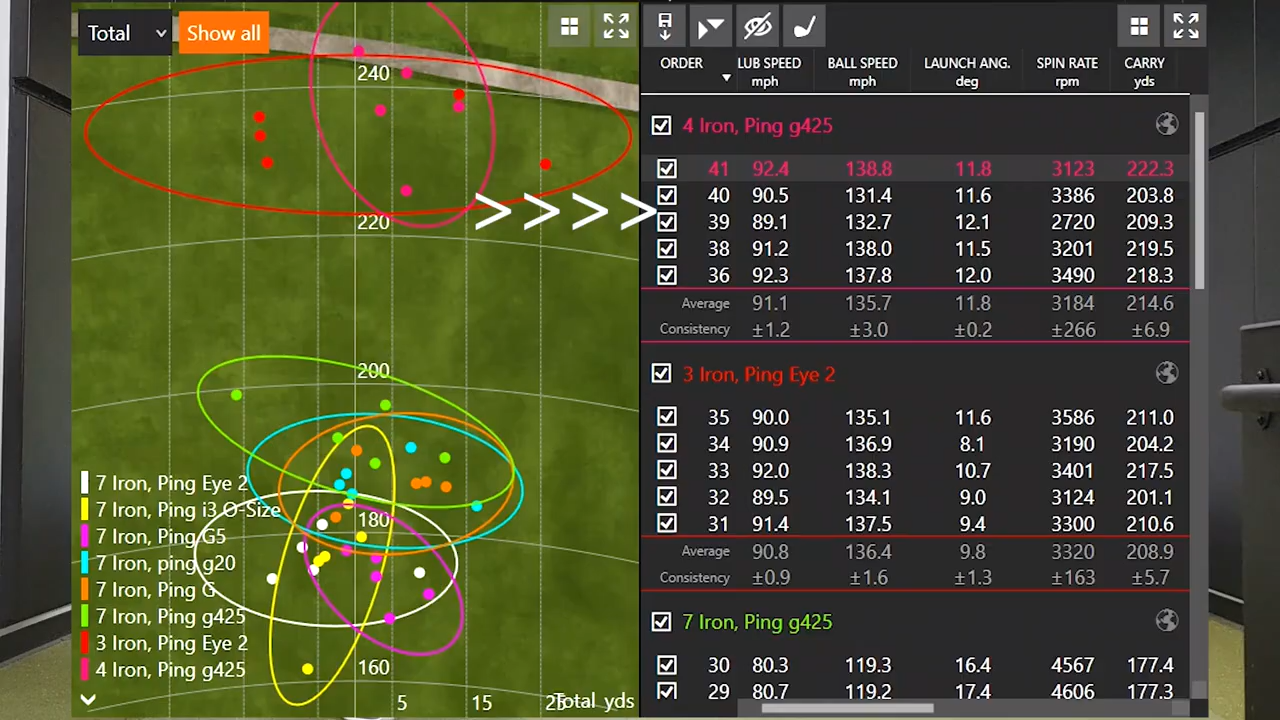 Total
Show all
240
220
200
180
160
5
15
25
Total yds
7 Iron, Ping Eye 2
7 Iron, Ping i3 O-Size
7 Iron, Ping G5
7 Iron, ping g20
7 Iron, Ping G
7 Iron, Ping g425
3 Iron, Ping Eye 2
4 Iron, Ping g425
>>>>
ORDER LUB SPEED BALL SPEED LAUNCH ANG. SPIN RATE CARRY
mph mph deg rpm yds
4 Iron, Ping g425
41 92.4 138.8 11.8 3123 222.3
40 90.5 131.4 11.6 3386 203.8
39 89.1 132.7 12.1 2720 209.3
38 91.2 138.0 11.5 3201 219.5
36 92.3 137.8 12.0 3490 218.3
Average 91.1 135.7 11.8 3184 214.6
Consistency ±1.2 ±3.0 ±0.2 ±266 ±6.9
3 Iron, Ping Eye 2
35 90.0 135.1 11.6 3586 211.0
34 90.9 136.9 8.1 3190 204.2
33 92.0 138.3 10.7 3401 217.5
32 89.5 134.1 9.0 3124 201.1
31 91.4 137.5 9.4 3300 210.6
Average 90.8 136.4 9.8 3320 208.9
Consistency ±0.9 ±1.6 ±1.3 ±163 ±5.7
7 Iron, Ping g425
30 80.3 119.3 16.4 4567 177.4
29 80.7 119.2 17.4 4606 177.3